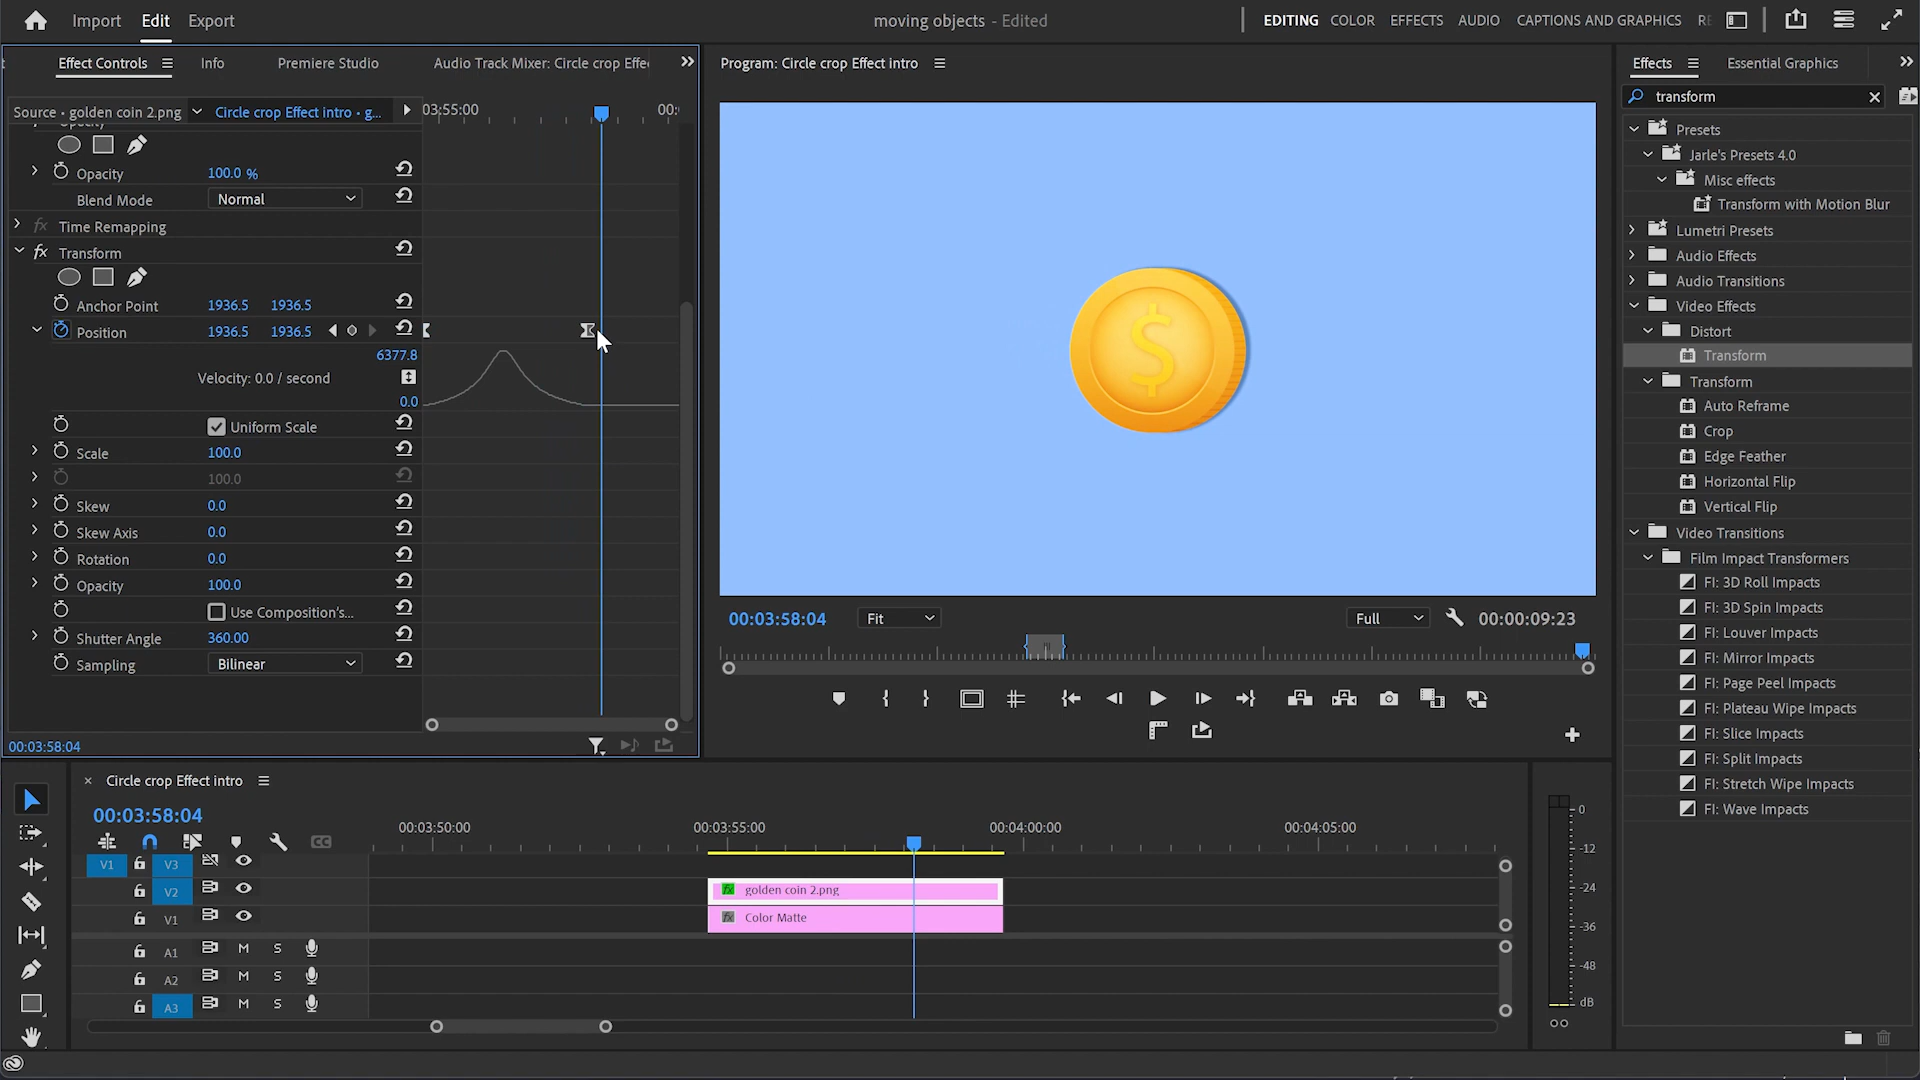 Import Edit Export moving objects - Edited EDITING COLOR EFFECTS AUDIO CAPTIONS AND GRAPHICS RE
Effect Controls Info Premiere Studio Audio Track Mixer: Circle crop Effe
Program: Circle crop Effect intro
Effects Essential Graphics
Source • golden coin 2.png Circle crop Effect intro • g... 03:55:00 00:
transform
Opacity
Opacity 100.0 %
Blend Mode Normal
fx Time Remapping
fx Transform
Anchor Point 1936.5 1936.5
Position 1936.5 1936.5
6377.8
Velocity: 0.0 / second
0.0
Uniform Scale
Scale 100.0
100.0
Skew 0.0
Skew Axis 0.0
Rotation 0.0
Opacity 100.0
Use Composition's...
Shutter Angle 360.00
Sampling Bilinear
00:03:58:04
$
00:03:58:04 Fit Full 00:00:09:23
Presets
Jarle's Presets 4.0
Misc effects
Transform with Motion Blur
Lumetri Presets
Audio Effects
Audio Transitions
Video Effects
Distort
Transform
Transform
Auto Reframe
Crop
Edge Feather
Horizontal Flip
Vertical Flip
Video Transitions
Film Impact Transformers
FI: 3D Roll Impacts
FI: 3D Spin Impacts
FI: Louver Impacts
FI: Mirror Impacts
FI: Page Peel Impacts
FI: Plateau Wipe Impacts
FI: Slice Impacts
FI: Split Impacts
FI: Stretch Wipe Impacts
FI: Wave Impacts
× Circle crop Effect intro
00:03:58:04
00:03:50:00 00:03:55:00 00:04:00:00 00:04:05:00
CC
V1 V3
V2 fx golden coin 2.png
V1 fx Color Matte
A1 M S
A2 M S
A3 M S
0
-12
-24
-36
-48
dB